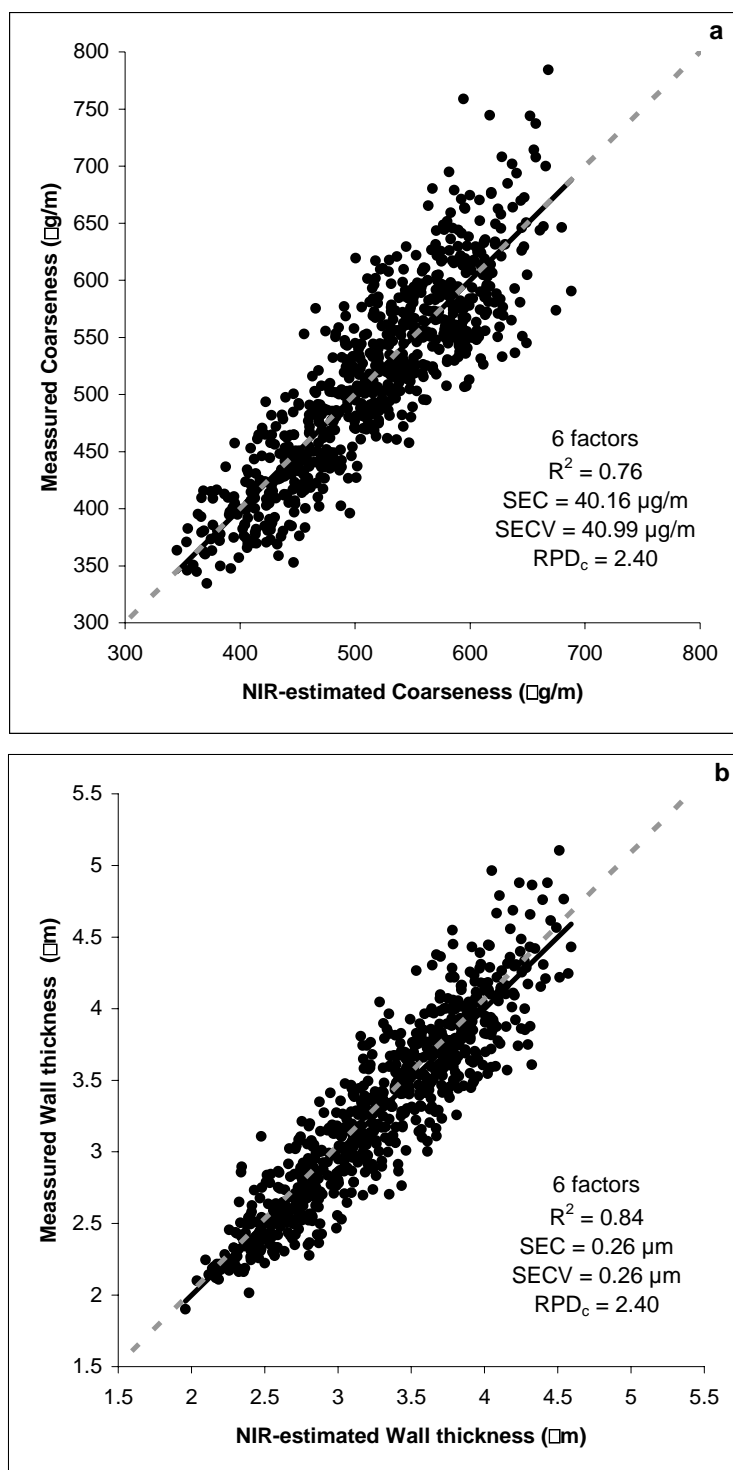 a
800
750
700
650
600
550
500
450
400
350
300
Meassured Coarseness (□g/m)
6 factors
R² = 0.76
SEC = 40.16 µg/m
SECV = 40.99 µg/m
RPDc = 2.40
300 400 500 600 700 800
NIR-estimated Coarseness (□g/m)
b
5.5
5
4.5
4
3.5
3
2.5
2
1.5
Meassured Wall thickness (□m)
6 factors
R² = 0.84
SEC = 0.26 µm
SECV = 0.26 µm
RPDc = 2.40
1.5 2 2.5 3 3.5 4 4.5 5 5.5
NIR-estimated Wall thickness (□m)